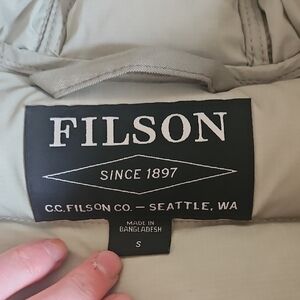 FILSON
SINCE 1897
C.C.FILSON CO. — SEATTLE, WA
MADE IN
BANGLADESH
S